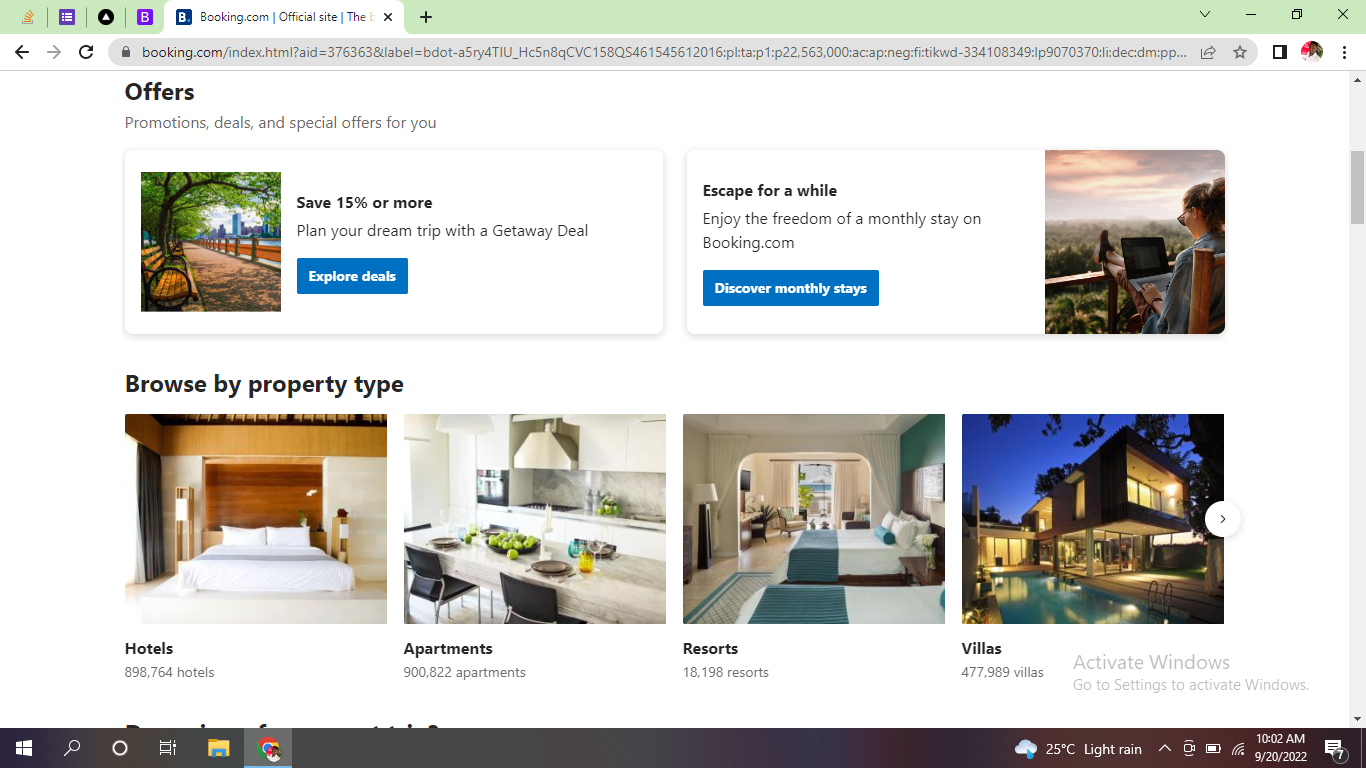 Booking.com | Official site | The b
booking.com/index.html?aid=376363&label=bdot-a5ry4TIU_Hc5n8qCVC158QS461545612016:pl:ta:p1:p22,563,000:ac:ap:neg:fi:tikwd-334108349:lp9070370:li:dec:dm:pp...
Offers
Promotions, deals, and special offers for you
Save 15% or more
Plan your dream trip with a Getaway Deal
Explore deals
Escape for a while
Enjoy the freedom of a monthly stay on
Booking.com
Discover monthly stays
Browse by property type
Hotels
898,764 hotels
Apartments
900,822 apartments
Resorts
18,198 resorts
Villas
477,989 villas
Activate Windows
Go to Settings to activate Windows.
25°C Light rain
10:02 AM
9/20/2022
7